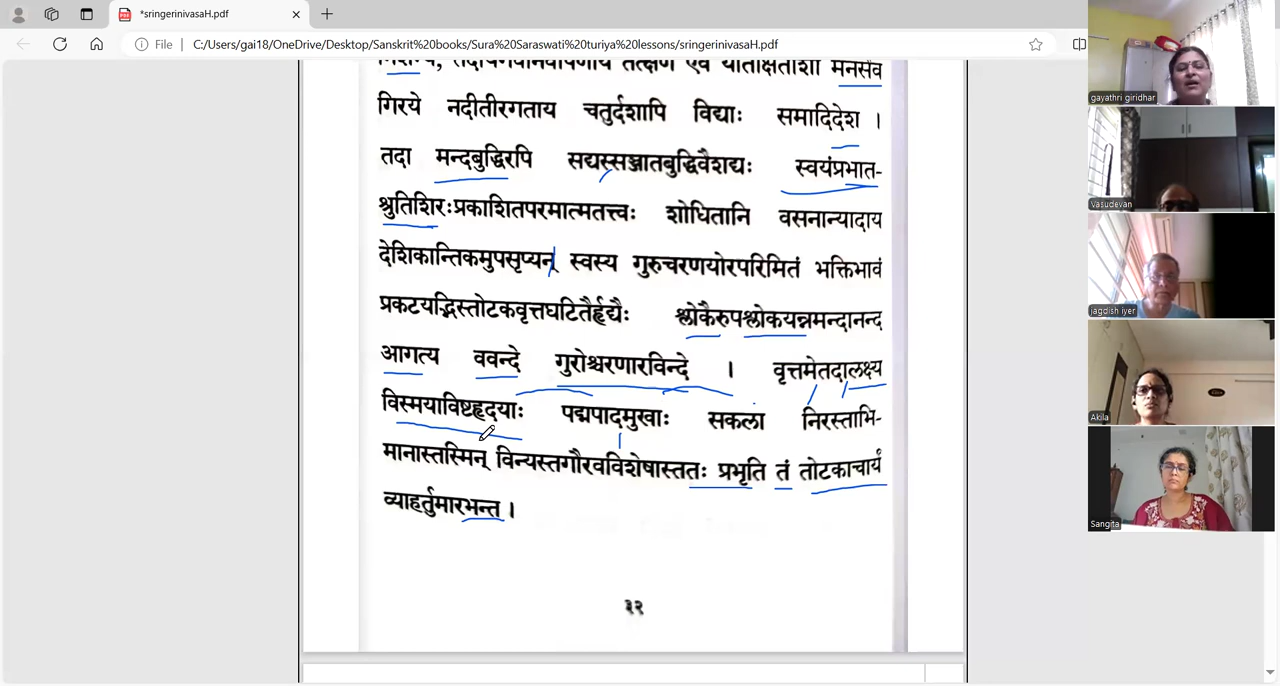 *sringerinivasaH.pdf
File | C:/Users/gai18/OneDrive/Desktop/Sanskrit%20books/Sura%20Saraswati%20turiya%20lessons/sringerinivasaH.pdf
एव मनसैव
गिरये नदीतीरगताय चतुर्दशापि विद्याः समादिदेश ।
तदा मन्दबुद्धिरपि सद्यस्सञ्जातबुद्धिवैशद्यः स्वयंप्रभात-
श्रुतिशिरःप्रकाशितपरमात्मतत्त्वः शोधितानि वसनान्यादाय
देशिकान्तिकमुपसृप्यन् स्वस्य गुरुचरणयोरपरिमितं भक्तिभावं
प्रकटयद्भिस्तोटकवृत्तघटितैर्हृद्यैः श्लोकैरुपश्लोकयन्नमन्दानन्द
आगत्य ववन्दे गुरोश्चरणारविन्दे । वृत्तमेतदालक्ष्य
विस्मयाविष्टहृदयाः पद्मपादमुखाः सकला निरस्ताभि-
मानास्तस्मिन् विन्यस्तगौरवविशेषास्ततः प्रभृति तं तोटकाचार्यं
व्याहर्तुमारभन्त ।
३२
gayathri giridhar
Vasudevan
jagdish iyer
Akila
Sangita